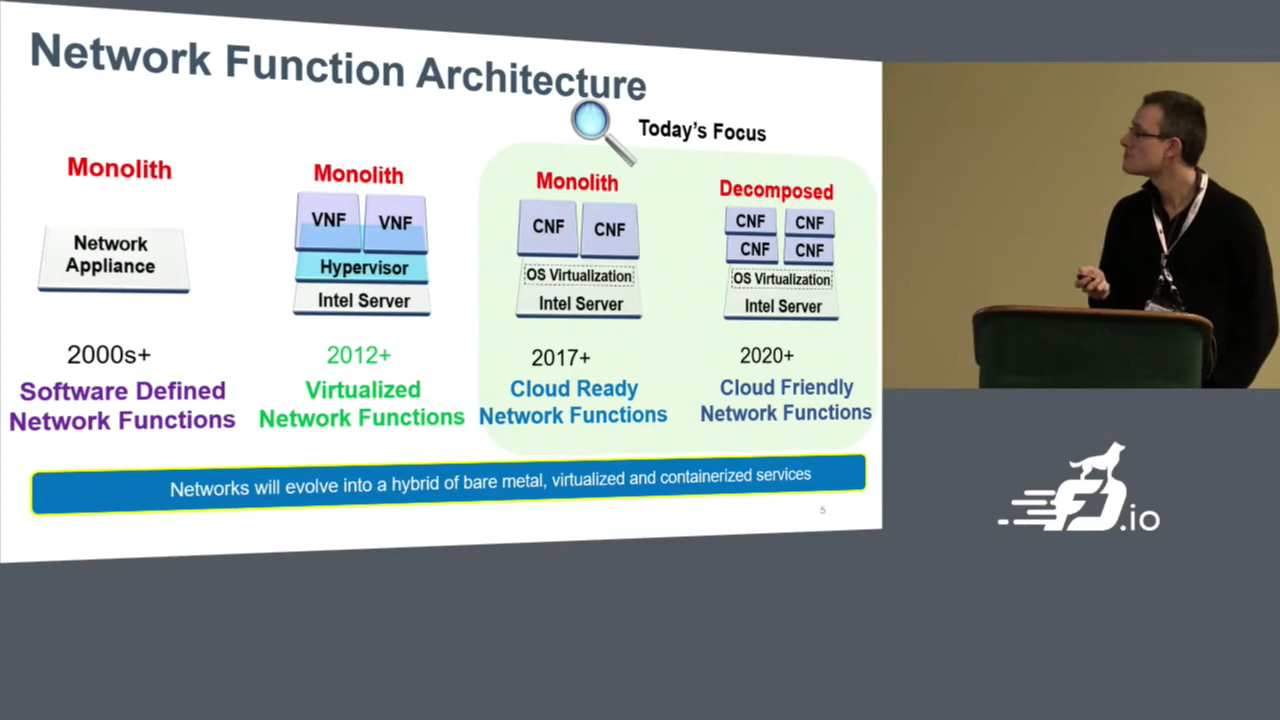 Network Function Architecture
Today's Focus
Monolith
Network
Appliance
2000s+
Software Defined
Network Functions
Monolith
VNF VNF
Hypervisor
Intel Server
2012+
Virtualized
Network Functions
Monolith
CNF CNF
OS Virtualization
Intel Server
2017+
Cloud Ready
Network Functions
Decomposed
CNF CNF
CNF CNF
OS Virtualization
Intel Server
2020+
Cloud Friendly
Network Functions
Networks will evolve into a hybrid of bare metal, virtualized and containerized services
5
FD.io